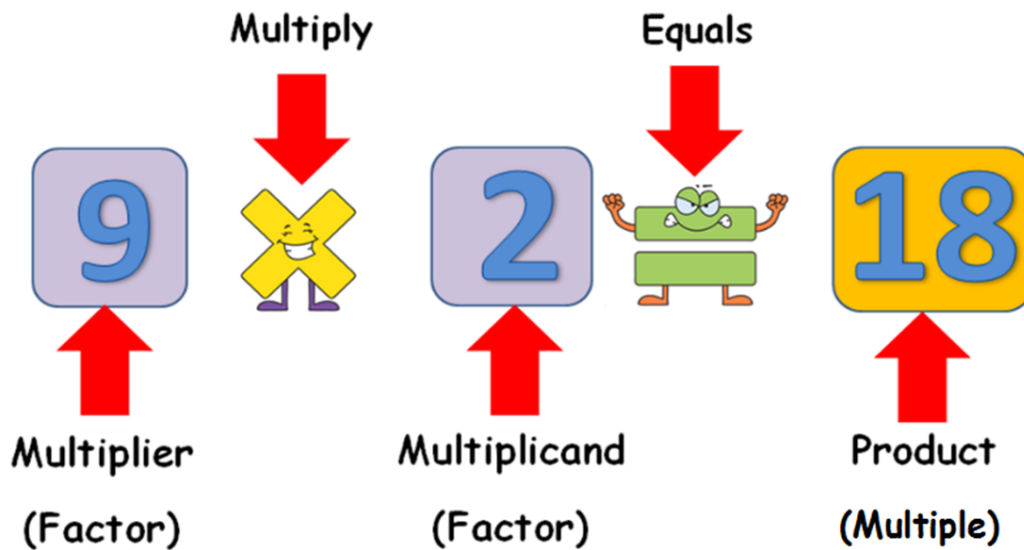 Multiply Equals
9 × 2 = 18
Multiplier Multiplicand Product
(Factor) (Factor) (Multiple)